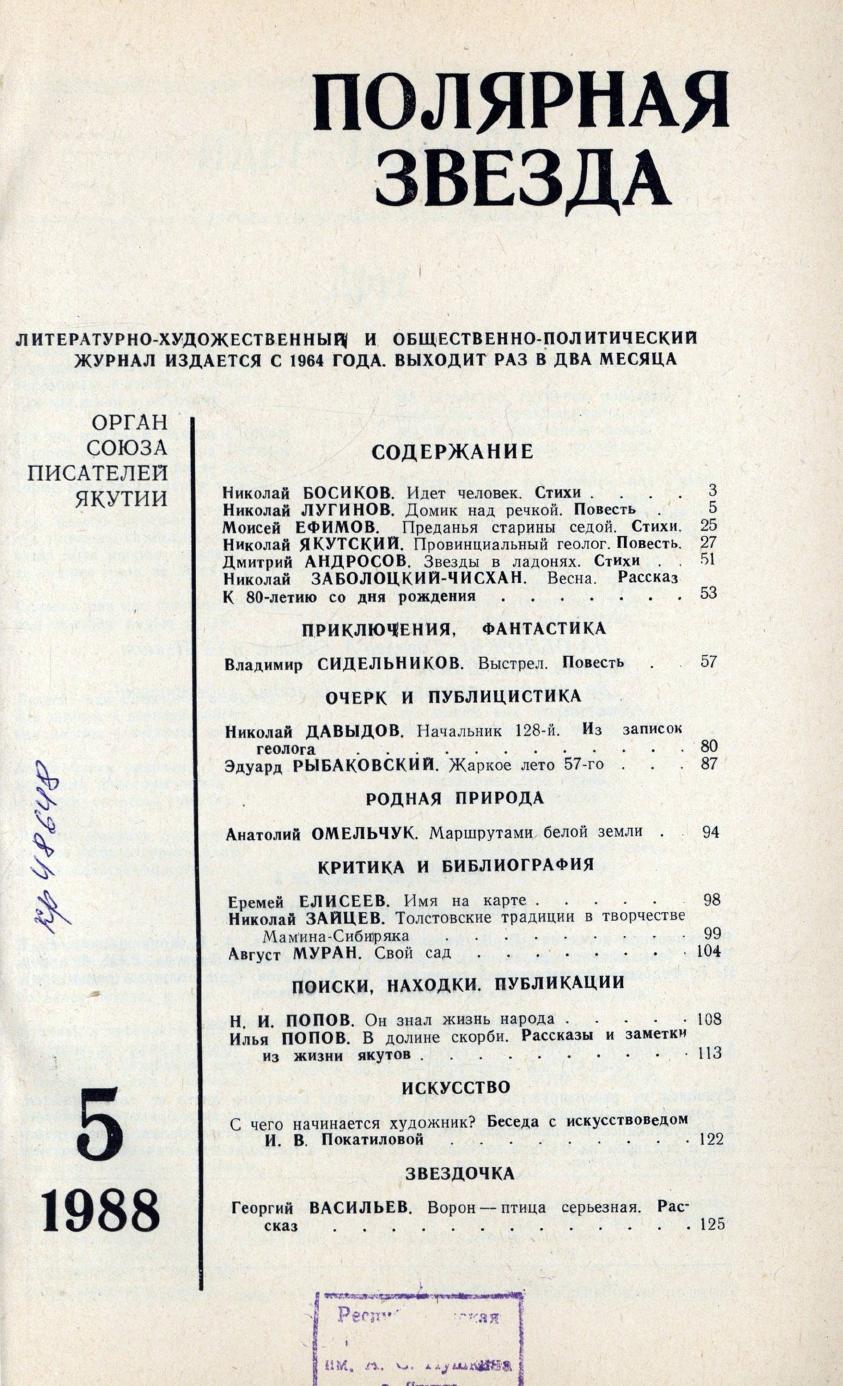 ПОЛЯРНАЯ
ЗВЕЗДА
ЛИТЕРАТУРНО-ХУДОЖЕСТВЕННЫЙ И ОБЩЕСТВЕННО-ПОЛИТИЧЕСКИЙ
ЖУРНАЛ ИЗДАЕТСЯ С 1964 ГОДА. ВЫХОДИТ РАЗ В ДВА МЕСЯЦА
ОРГАН
СОЮЗА
ПИСАТЕЛЕЙ
ЯКУТИИ
СОДЕРЖАНИЕ
Николай БОСИКОВ. Идет человек. Стихи . . . . 3
Николай ЛУГИНОВ. Домик над речкой. Повесть . 5
Моисей ЕФИМОВ. Преданья старины седой. Стихи. 25
Николай ЯКУТСКИЙ. Провинциальный геолог. Повесть. 27
Дмитрий АНДРОСОВ. Звезды в ладонях. Стихи . . 51
Николай ЗАБОЛОЦКИЙ-ЧИСХАН. Весна. Рассказ
К 80-летию со дня рождения . . . . . . . 53
ПРИКЛЮЧЕНИЯ, ФАНТАСТИКА
Владимир СИДЕЛЬНИКОВ. Выстрел. Повесть . . 57
ОЧЕРК И ПУБЛИЦИСТИКА
Николай ДАВЫДОВ. Начальник 128-й. Из записок
геолога . . . . . . . . . . . . 80
Эдуард РЫБАКОВСКИЙ. Жаркое лето 57-го . . . 87
РОДНАЯ ПРИРОДА
Анатолий ОМЕЛЬЧУК. Маршрутами белой земли . . 94
КРИТИКА И БИБЛИОГРАФИЯ
Еремей ЕЛИСЕЕВ. Имя на карте . . . . . . 98
Николай ЗАЙЦЕВ. Толстовские традиции в творчестве
Мамина-Сибиряка . . . . . . . . . 99
Август МУРАН. Свой сад . . . . . . . . 104
ПОИСКИ, НАХОДКИ. ПУБЛИКАЦИИ
Н. И. ПОПОВ. Он знал жизнь народа . . . . . 108
Илья ПОПОВ. В долине скорби. Рассказы и заметки
из жизни якутов . . . . . . . . . . 113
ИСКУССТВО
С чего начинается художник? Беседа с искусствоведом
И. В. Покатиловой . . . . . . . . . 122
ЗВЕЗДОЧКА
Георгий ВАСИЛЬЕВ. Ворон — птица серьезная. Рас-
сказ . . . . . . . . . . . . . 125
кр 48648
5
1988
им. А. С. Пушкина